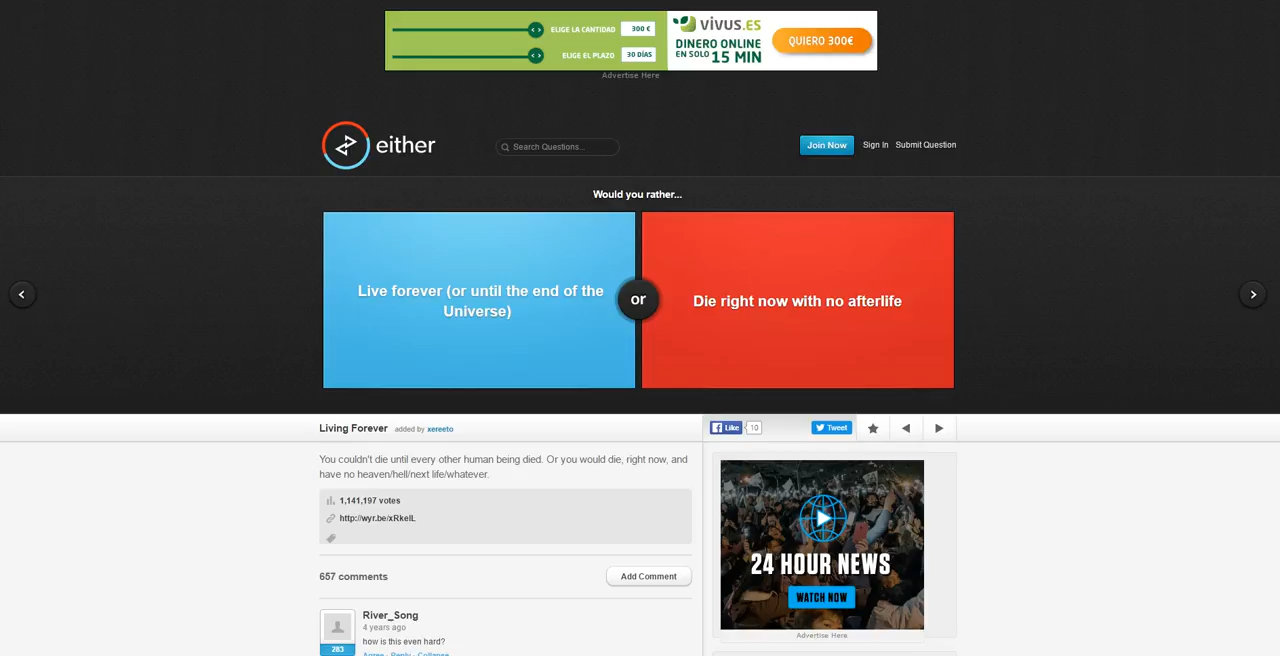 ELIGE LA CANTIDAD 300 €
ELIGE EL PLAZO 30 DÍAS
VIVUS.ES
DINERO ONLINE
EN SOLO 15 MIN
QUIERO 300€
Advertise Here
either
Search Questions...
Join Now Sign In Submit Question
Would you rather...
Live forever (or until the end of the
Universe)
or
Die right now with no afterlife
Living Forever added by xereeto
Like 10 Tweet
You couldn't die until every other human being died. Or you would die, right now, and
have no heaven/hell/next life/whatever.
1,141,197 votes
http://wyr.be/xRkelL
657 comments
Add Comment
River_Song
4 years ago
how is this even hard?
283
Agree - Reply - Collapse
24 HOUR NEWS
WATCH NOW
Advertise Here